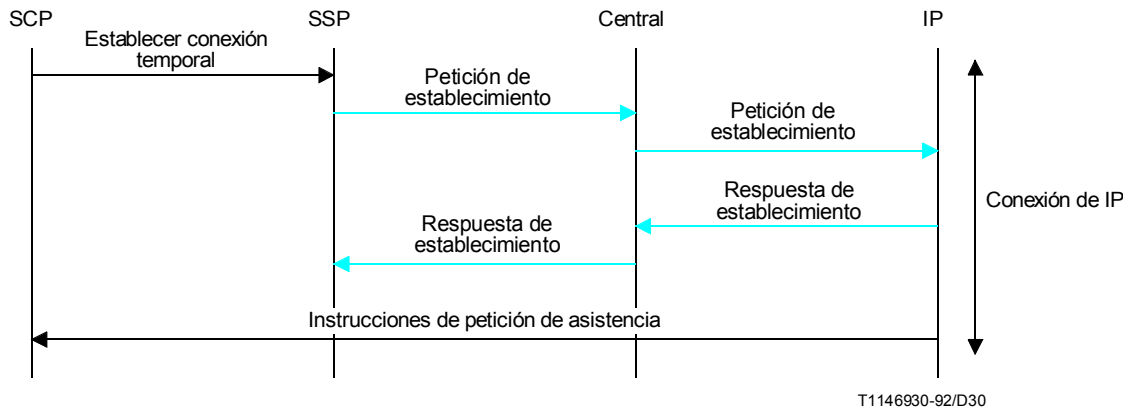 SCP
SSP
Central
IP
Establecer conexión
temporal
Petición de
establecimiento
Petición de
establecimiento
Respuesta de
establecimiento
Conexión de IP
Respuesta de
establecimiento
Instrucciones de petición de asistencia
T1146930-92/D30